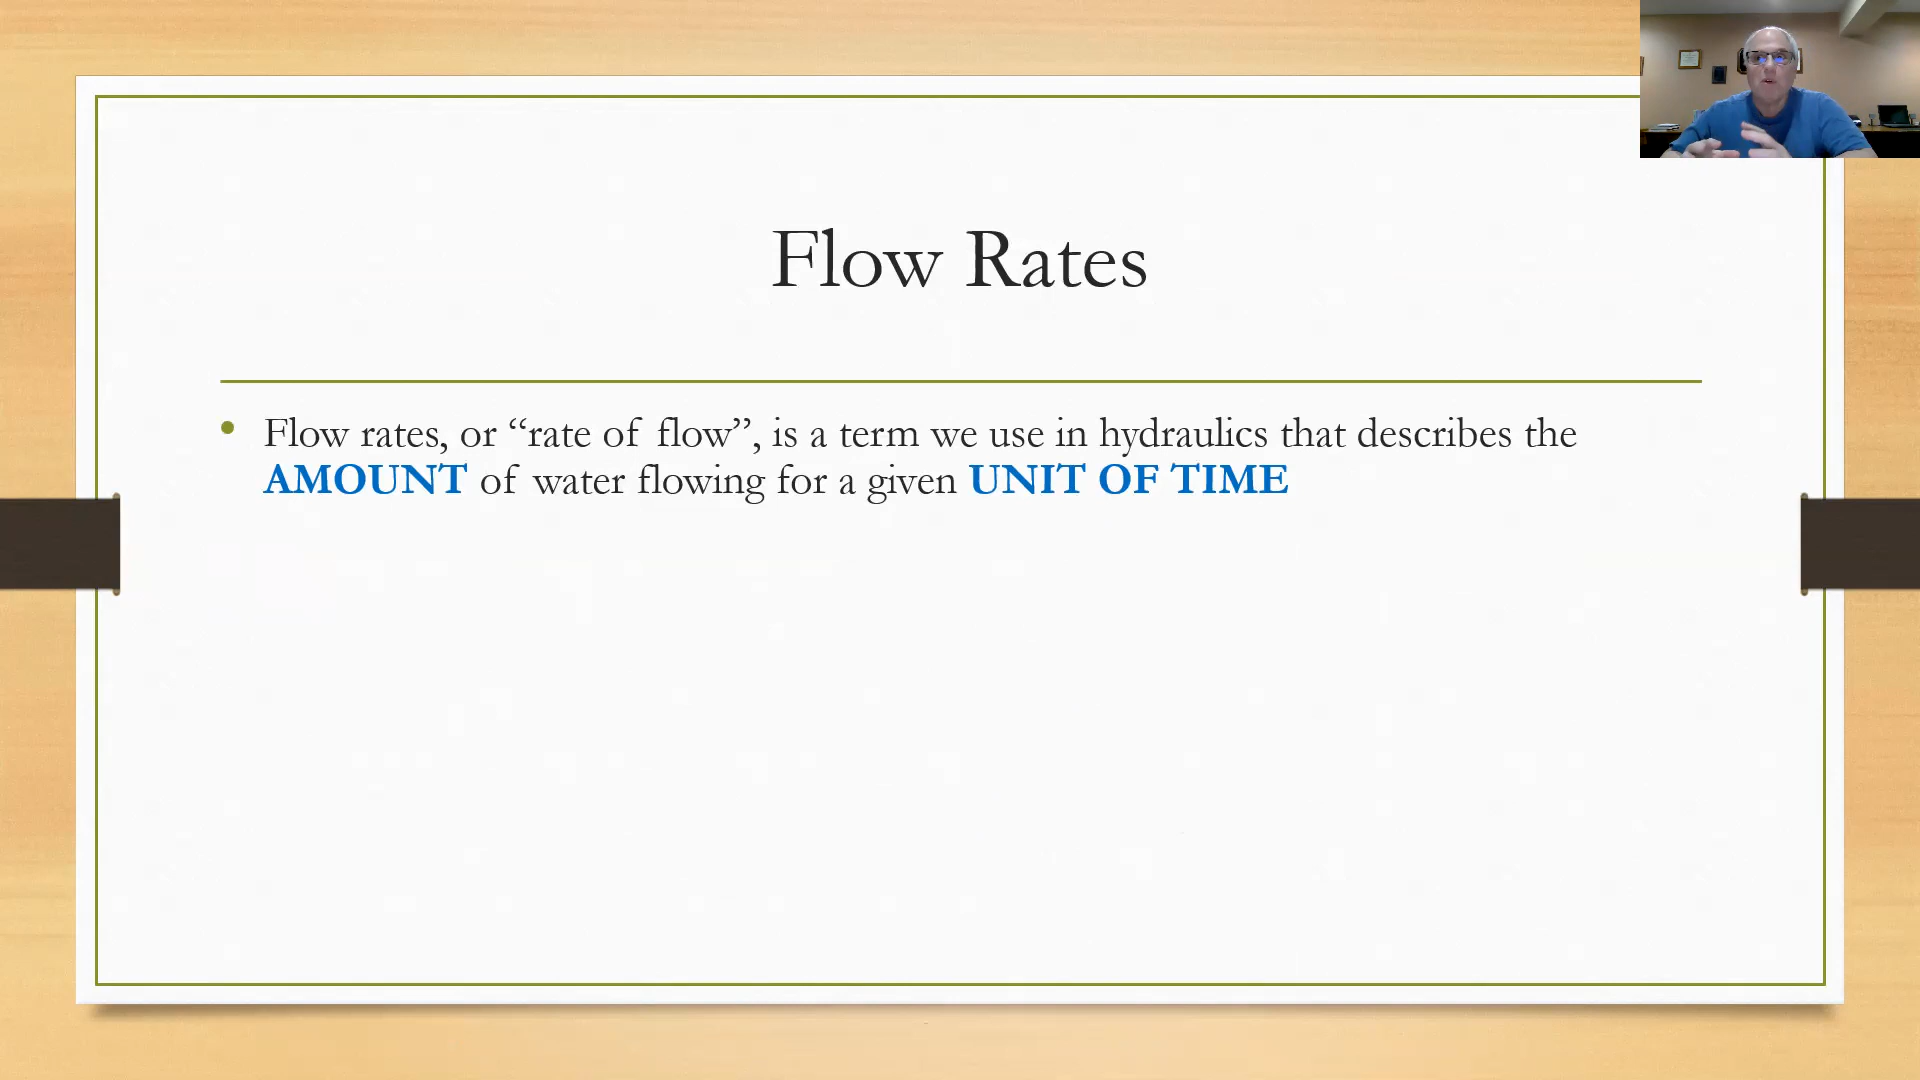 Flow Rates
Flow rates, or “rate of flow”, is a term we use in hydraulics that describes the
AMOUNT of water flowing for a given UNIT OF TIME